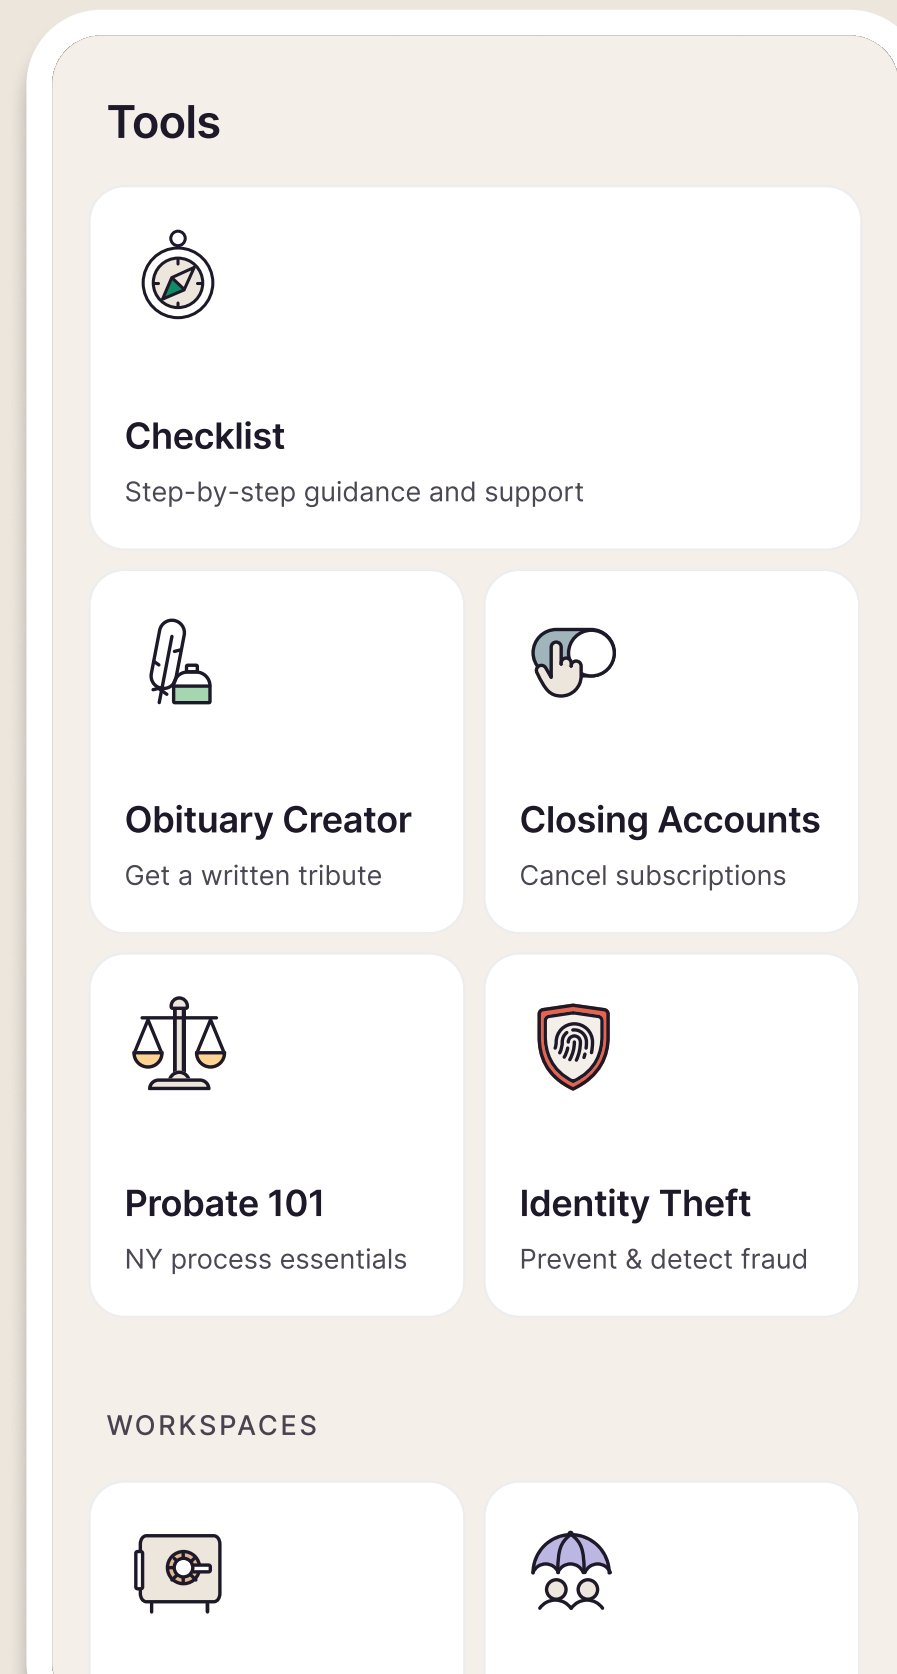 Tools
Checklist
Step-by-step guidance and support
Obituary Creator
Get a written tribute
Closing Accounts
Cancel subscriptions
Probate 101
NY process essentials
Identity Theft
Prevent & detect fraud
WORKSPACES